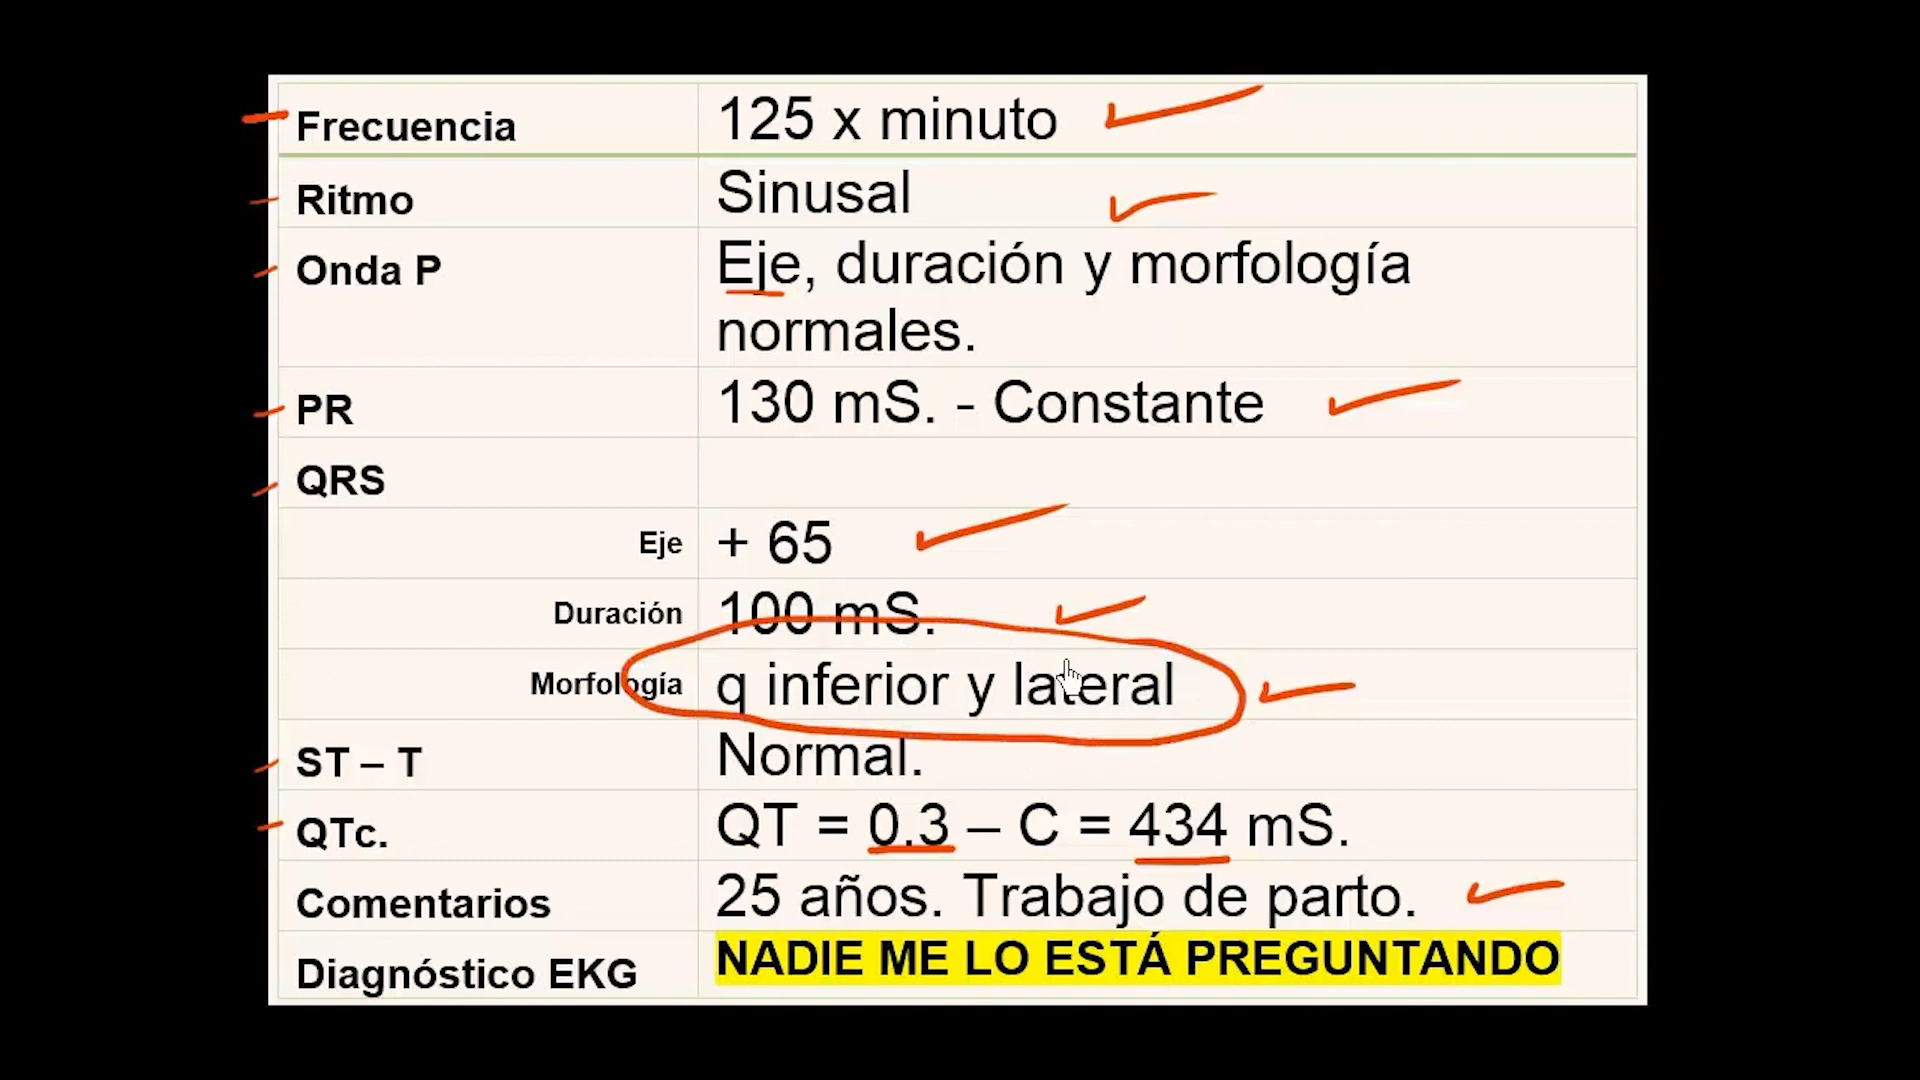 Frecuencia 125 x minuto
Ritmo Sinusal
Onda P Eje, duración y morfología
normales.
PR 130 mS. - Constante
QRS
Eje + 65
Duración 100 mS.
Morfología q inferior y lateral
ST – T Normal.
QTc. QT = 0.3 – C = 434 mS.
Comentarios 25 años. Trabajo de parto.
Diagnóstico EKG NADIE ME LO ESTÁ PREGUNTANDO